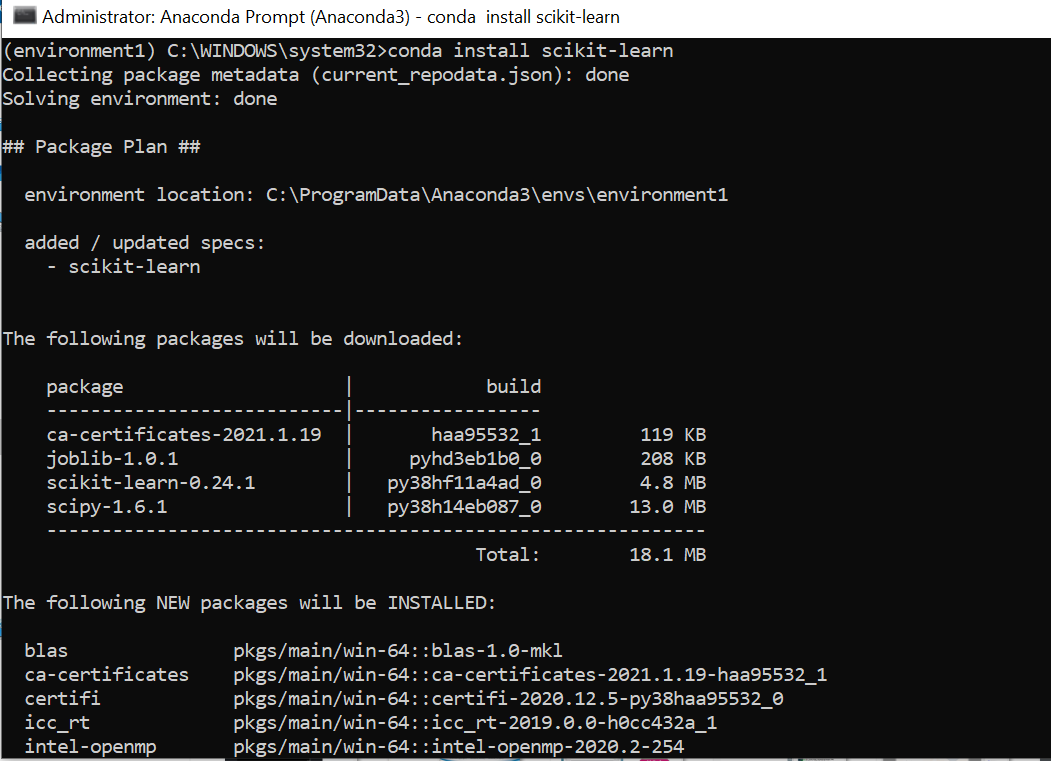 Administrator: Anaconda Prompt (Anaconda3) - conda  install scikit-learn
(environment1) C:\WINDOWS\system32>conda install scikit-learn
Collecting package metadata (current_repodata.json): done
Solving environment: done
## Package Plan ##
environment location: C:\ProgramData\Anaconda3\envs\environment1
added / updated specs:
- scikit-learn
The following packages will be downloaded:
package | build
---------------------------|-----------------
ca-certificates-2021.1.19 | haa95532_1 119 KB
joblib-1.0.1 | pyhd3eb1b0_0 208 KB
scikit-learn-0.24.1 | py38hf11a4ad_0 4.8 MB
scipy-1.6.1 | py38h14eb087_0 13.0 MB
------------------------------------------------------------
Total: 18.1 MB
The following NEW packages will be INSTALLED:
blas pkgs/main/win-64::blas-1.0-mkl
ca-certificates pkgs/main/win-64::ca-certificates-2021.1.19-haa95532_1
certifi pkgs/main/win-64::certifi-2020.12.5-py38haa95532_0
icc_rt pkgs/main/win-64::icc_rt-2019.0.0-h0cc432a_1
intel-openmp pkgs/main/win-64::intel-openmp-2020.2-254